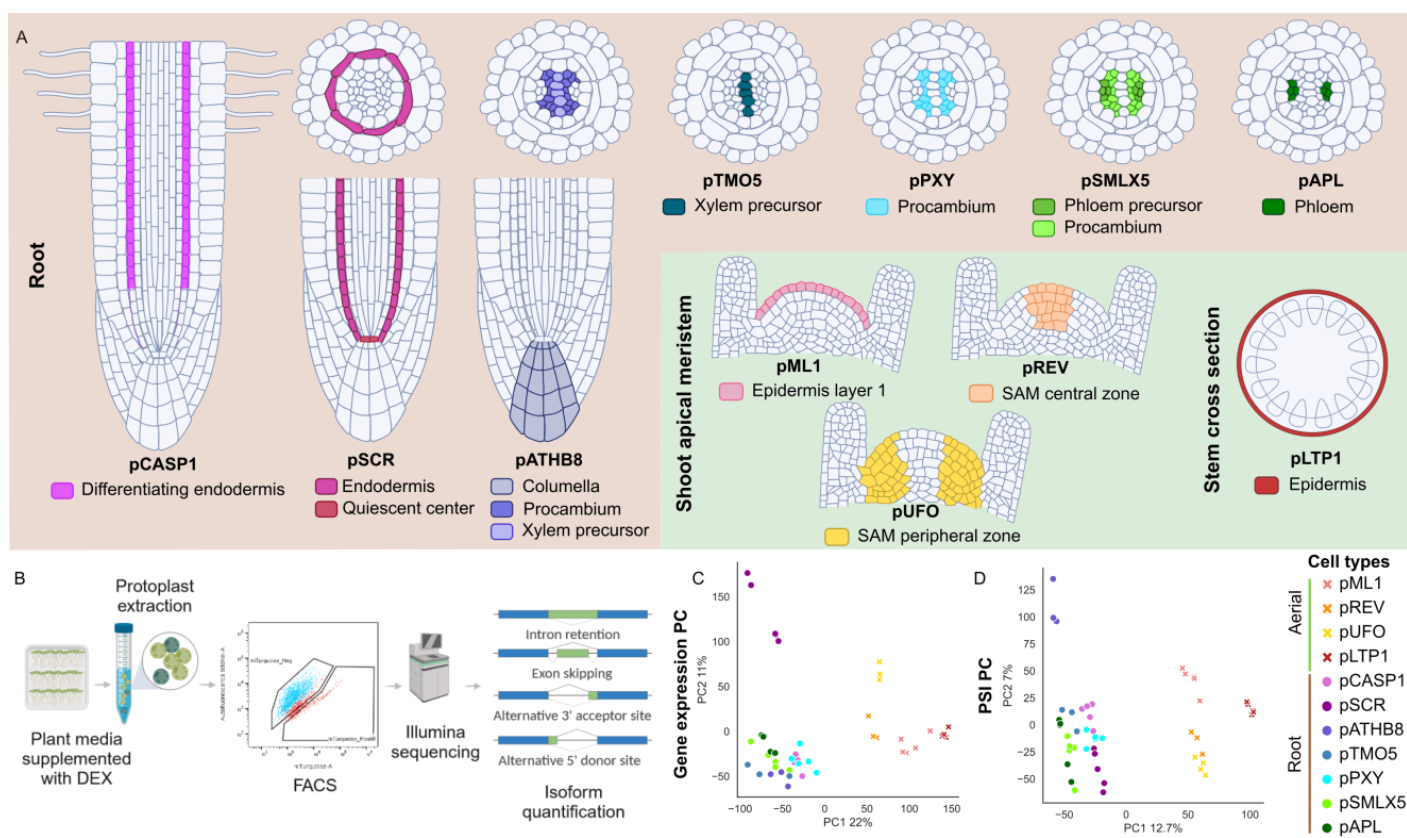 A
Root
pCASP1
Differentiating endodermis
pSCR
Endodermis
Quiescent center
pATHB8
Columella
Procambium
Xylem precursor
pTMO5
Xylem precursor
pPXY
Procambium
pSMLX5
Phloem precursor
Procambium
pAPL
Phloem
Shoot apical meristem
pML1
Epidermis layer 1
pREV
SAM central zone
pUFO
SAM peripheral zone
Stem cross section
pLTP1
Epidermis
B
Protoplast
extraction
Plant media
supplemented
with DEX
mTurquoise_Neg
mTurquoise-A
FACS
Illumina
sequencing
Intron retention
Exon skipping
Alternative 3' acceptor site
Alternative 5' donor site
Isoform
quantification
C
Gene expression PC
PC2 11%
150
100
50
0
−50
−100
−50
0
50
100
150
PC1 22%
D
PSI PC
PC2 7%
125
100
75
50
25
0
−25
−50
−50
0
50
100
PC1 12.7%
Cell types
Aerial
pML1
pREV
pUFO
pLTP1
Root
pCASP1
pSCR
pATHB8
pTMO5
pPXY
pSMLX5
pAPL